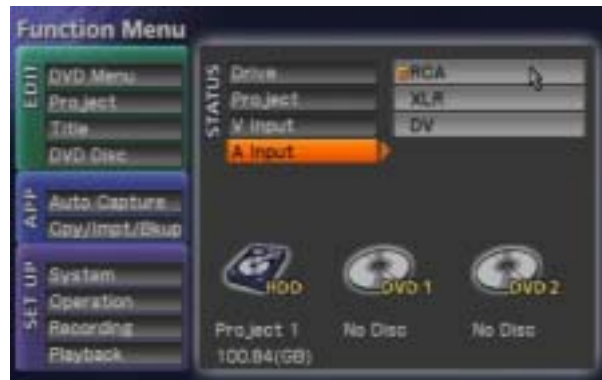 Function Menu
EDIT
DVD Menu
Project
Title
DVD Disc
APP
Auto Capture
Cpy/Impt/Bkup
SET UP
System
Operation
Recording
Playback
STATUS
Drive
Project
V Input
A Input
RCA
XLR
DV
HDD
DVD 1
DVD 2
Project 1
No Disc
No Disc
100.84(GB)